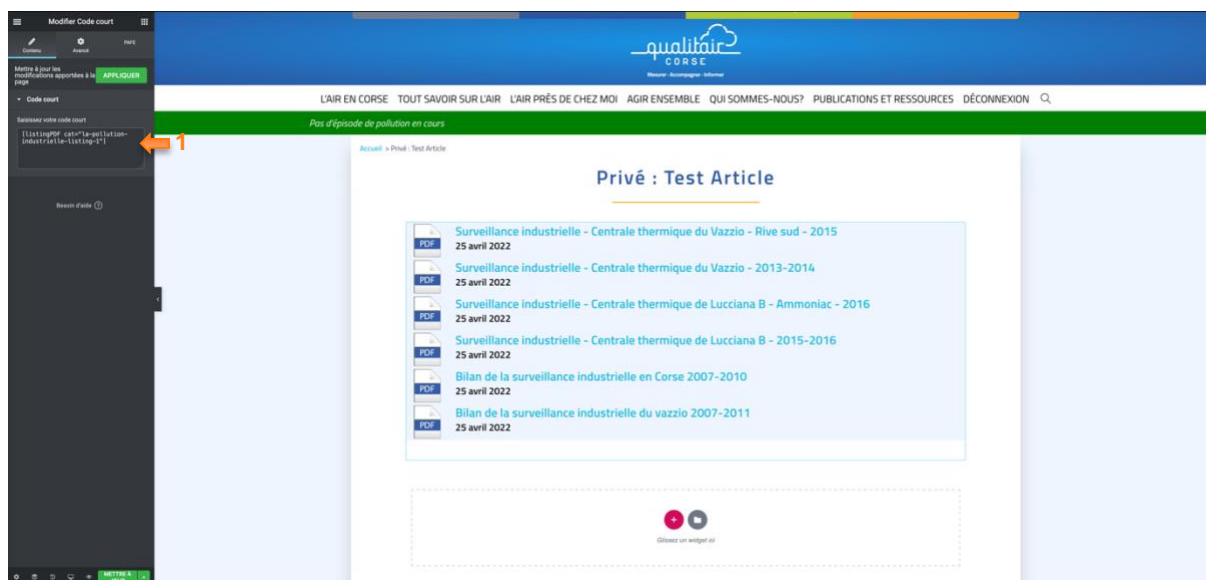 Modifier Code court
Contenu
Avancé
PAFE
Mettre à jour les
modifications apportées à la
page
APPLIQUER
Code court
Saisissez votre code court
[listingPDF cat="la-pollution-
industrielle-listing-1"]
1
Besoin d'aide
METTRE À
JOUR
qualitair
CORSE
Mesurer - Accompagner - Informer
L'AIR EN CORSE TOUT SAVOIR SUR L'AIR L'AIR PRÈS DE CHEZ MOI AGIR ENSEMBLE QUI SOMMES-NOUS? PUBLICATIONS ET RESSOURCES DÉCONNEXION
Pas d'épisode de pollution en cours
Accueil » Privé : Test Article
Privé : Test Article
PDF
Surveillance industrielle - Centrale thermique du Vazzio - Rive sud - 2015
25 avril 2022
PDF
Surveillance industrielle - Centrale thermique du Vazzio - 2013-2014
25 avril 2022
PDF
Surveillance industrielle - Centrale thermique de Lucciana B - Ammoniac - 2016
25 avril 2022
PDF
Surveillance industrielle - Centrale thermique de Lucciana B - 2015-2016
25 avril 2022
PDF
Bilan de la surveillance industrielle en Corse 2007-2010
25 avril 2022
PDF
Bilan de la surveillance industrielle du vazzio 2007-2011
25 avril 2022
Glissez un widget ici